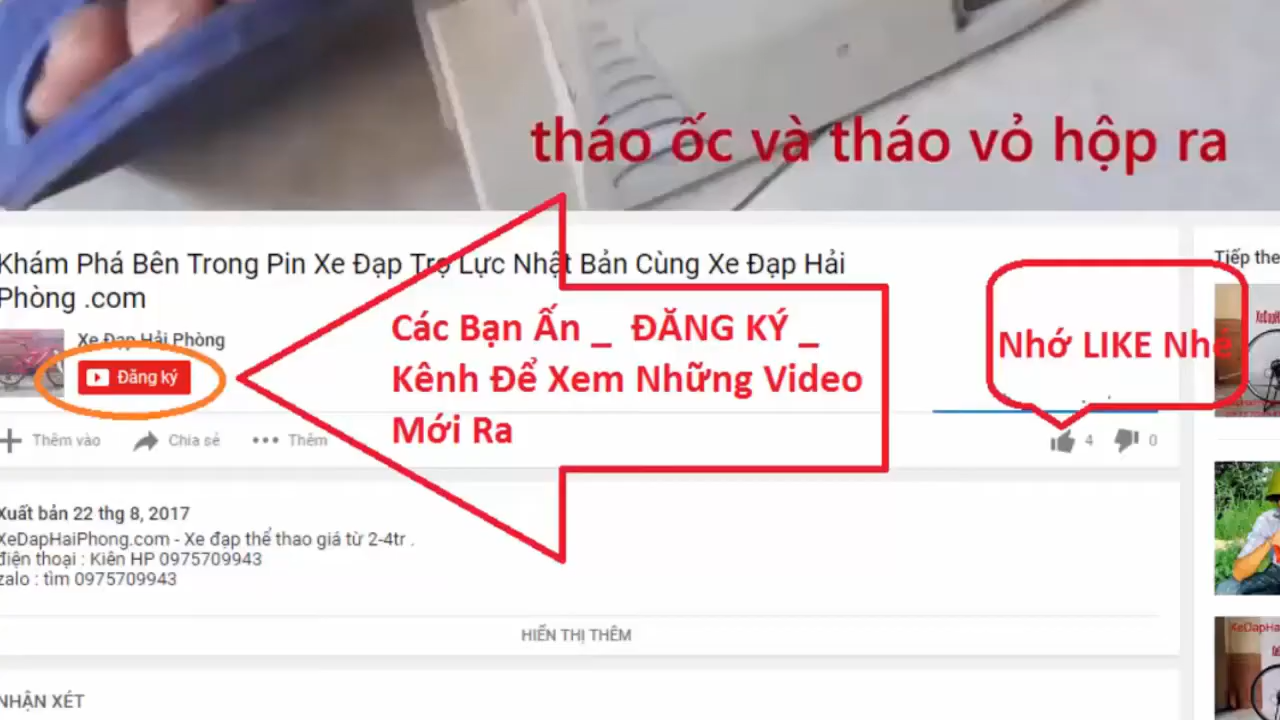 tháo ốc và tháo vỏ hộp ra
Khám Phá Bên Trong Pin Xe Đạp Trợ Lực Nhật Bản Cùng Xe Đạp Hải
Phòng .com
Xe Đạp Hải Phòng
Đăng ký
Các Bạn Ấn _ ĐĂNG KÝ _
Kênh Để Xem Những Video
Mới Ra
Nhớ LIKE Nhé
Thêm vào
Chia sẻ
Thêm
4
0
Xuất bản 22 thg 8, 2017
XeDapHaiPhong.com - Xe đạp thể thao giá từ 2-4tr .
điện thoại : Kiên HP 0975709943
zalo : tìm 0975709943
HIỂN THỊ THÊM
NHẬN XÉT
Tiếp the